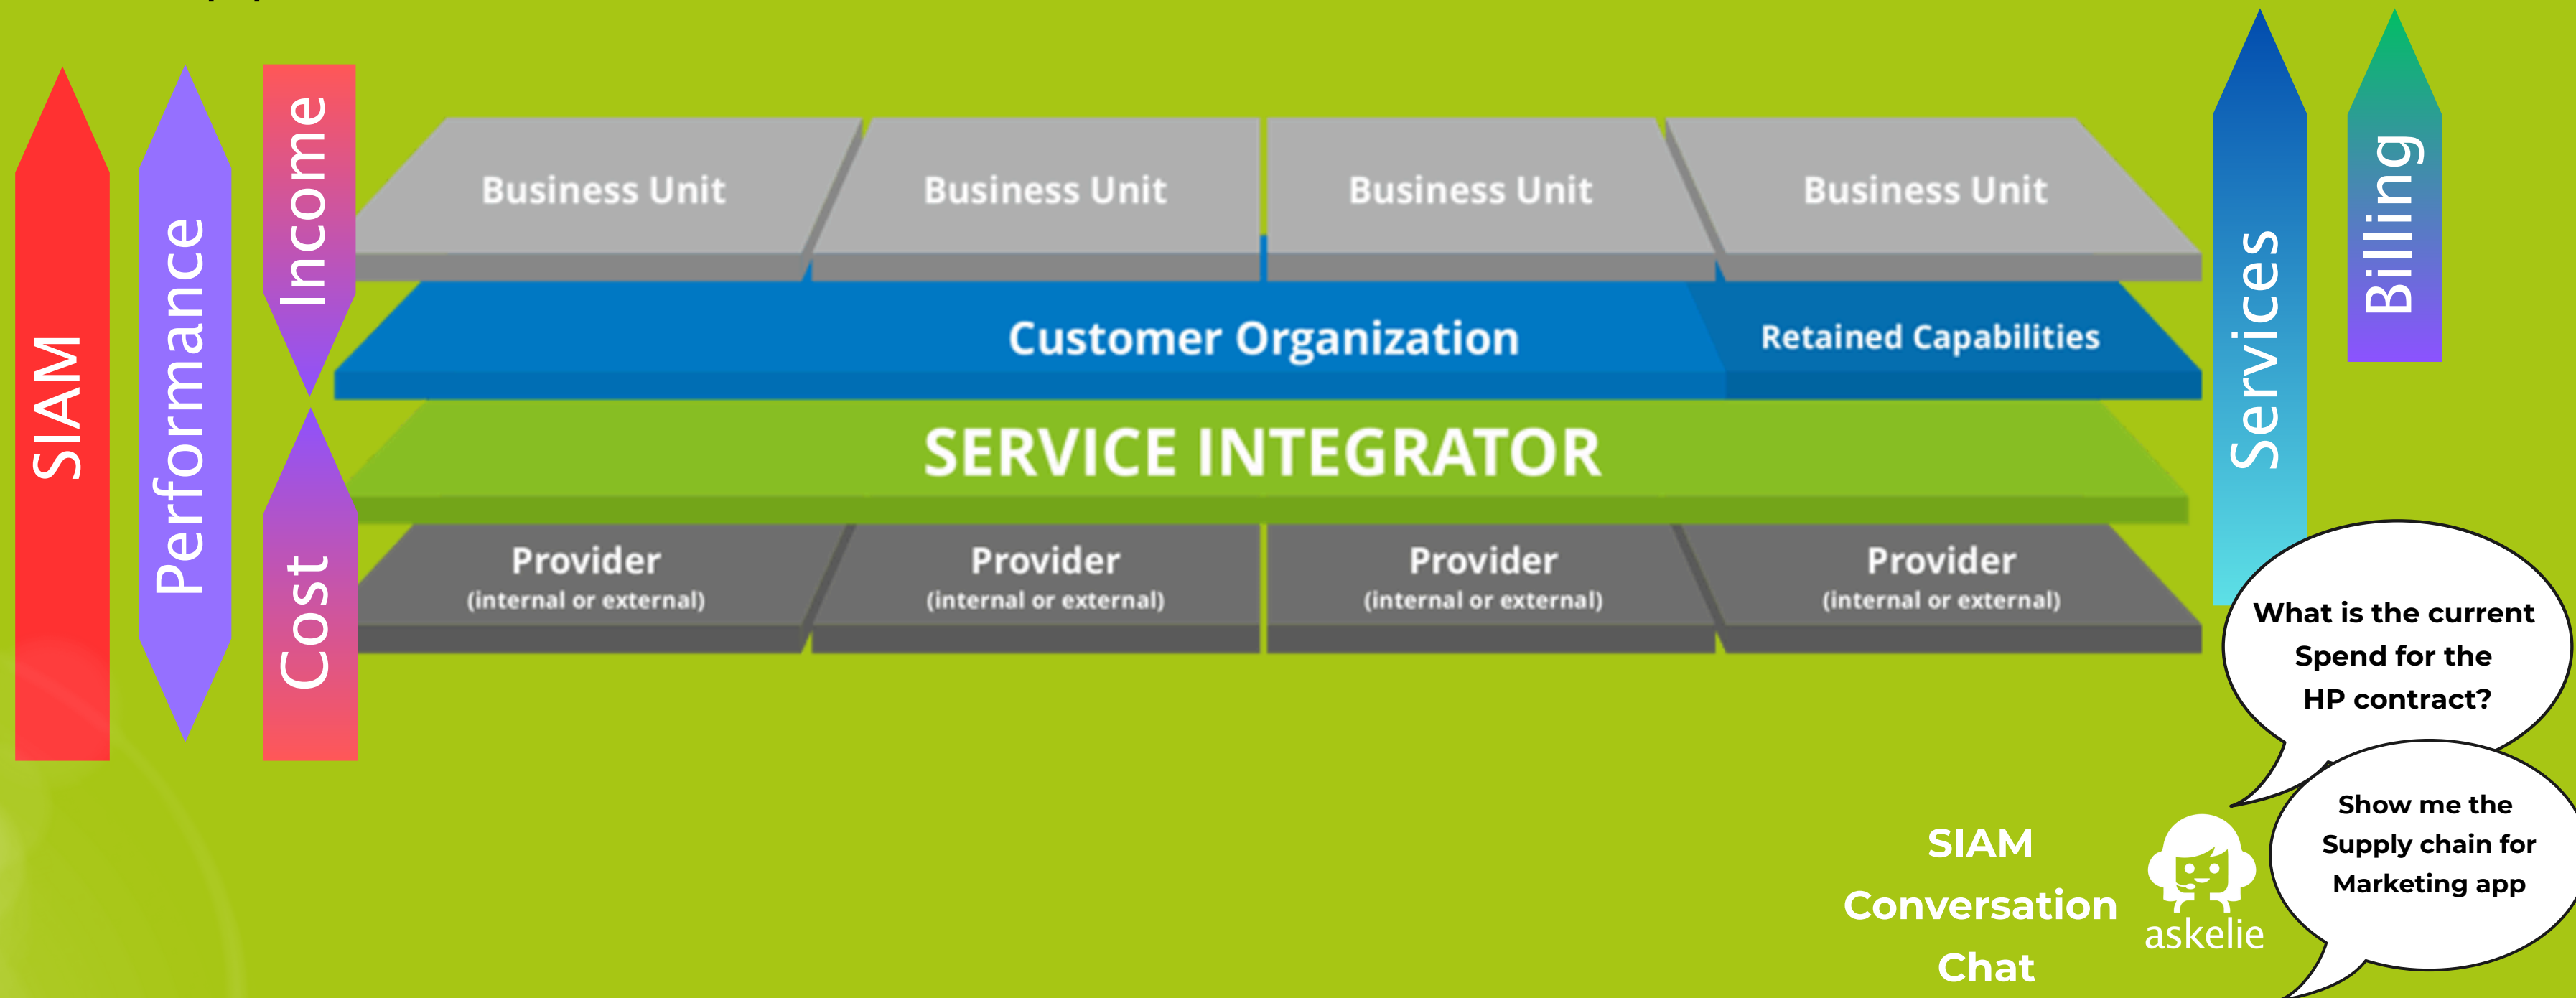 SIAM
Performance
Income
Cost
Business Unit
Business Unit
Business Unit
Business Unit
Customer Organization
Retained Capabilities
SERVICE INTEGRATOR
Provider
(internal or external)
Provider
(internal or external)
Provider
(internal or external)
Provider
(internal or external)
Services
Billing
What is the current
Spend for the
HP contract?
Show me the
Supply chain for
Marketing app
SIAM
Conversation
Chat
askelie